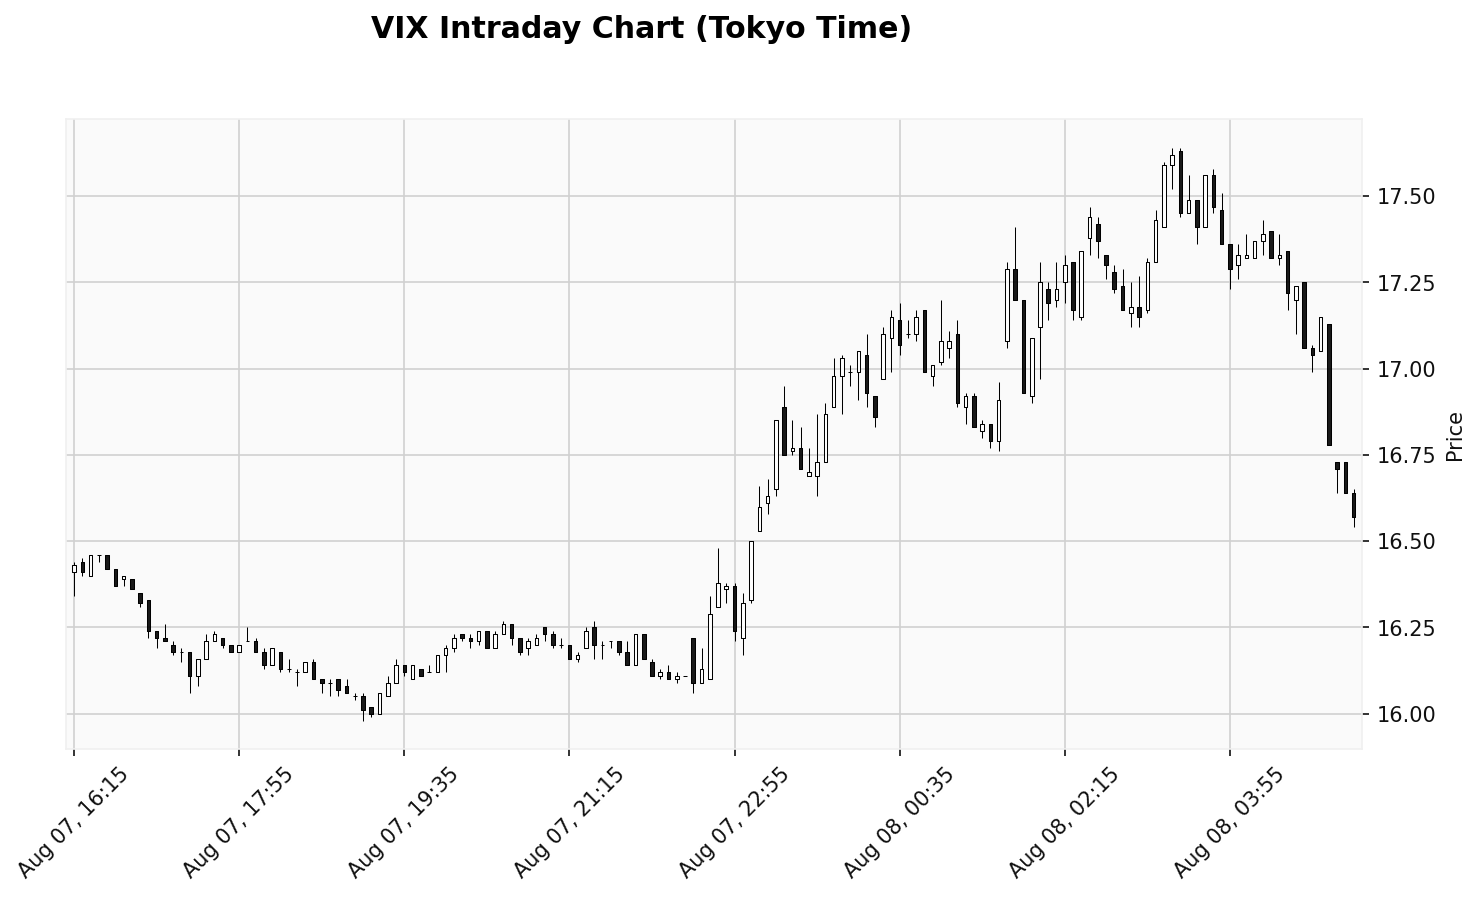 VIX Intraday Chart (Tokyo Time)
17.50
17.25
17.00
16.75
16.50
16.25
16.00
Price
Aug 07, 16:15
Aug 07, 17:55
Aug 07, 19:35
Aug 07, 21:15
Aug 07, 22:55
Aug 08, 00:35
Aug 08, 02:15
Aug 08, 03:55